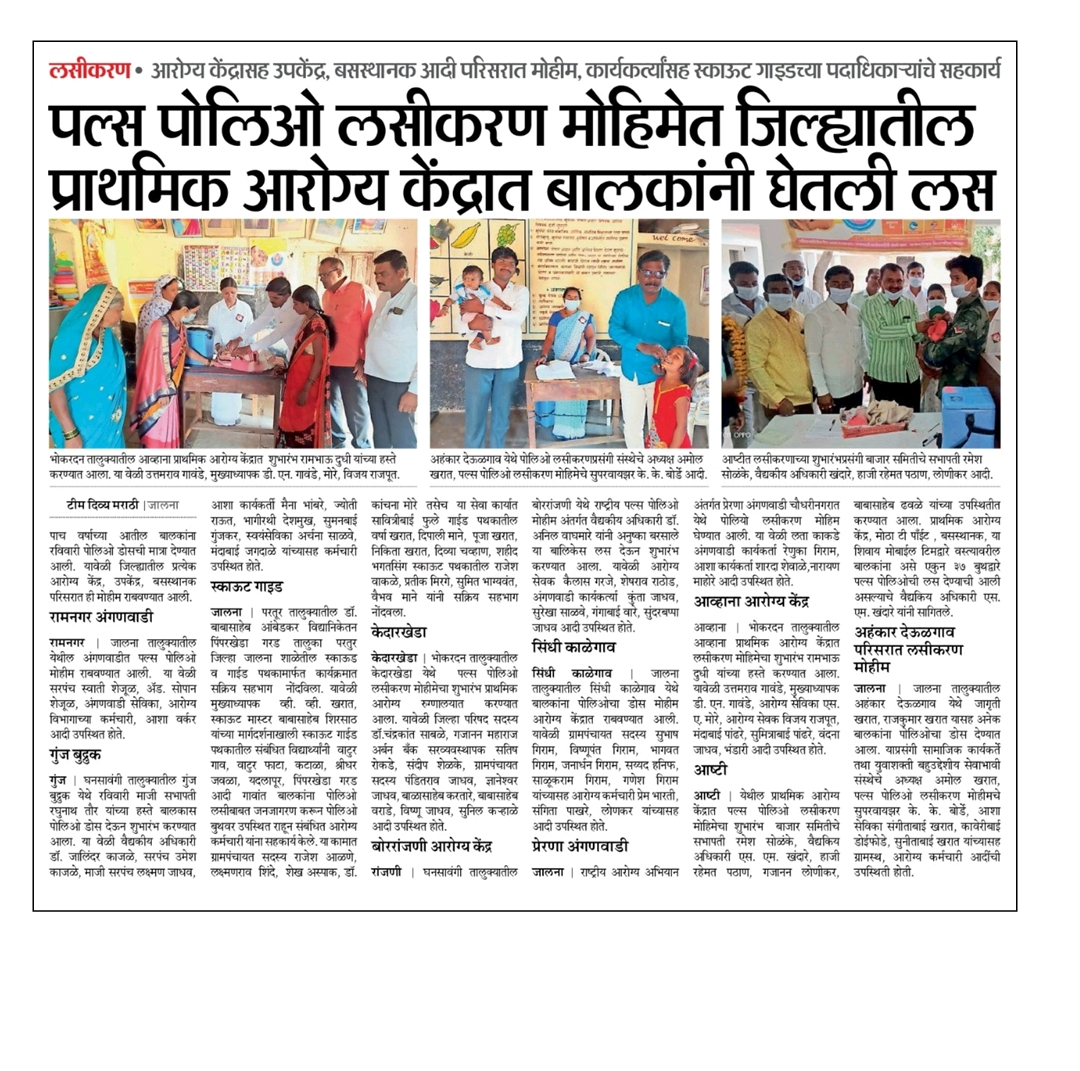 लसीकरण • आरोग्य केंद्रासह उपकेंद्र, बसस्थानक आदी परिसरात मोहीम, कार्यकर्त्यांसह स्काऊट गाइडच्या पदाधिकाऱ्यांचे सहकार्य
पल्स पोलिओ लसीकरण मोहिमेत जिल्ह्यातील
प्राथमिक आरोग्य केंद्रात बालकांनी घेतली लस
wel come
OPPO
भोकरदन तालुक्यातील आव्हाना प्राथमिक आरोग्य केंद्रात शुभारंभ रामभाऊ दुधी यांच्या हस्ते
करण्यात आला. या वेळी उत्तमराव गावंडे, मुख्याध्यापक डी. एन. गावंडे, मोरे, विजय राजपूत.
अहंकार देऊळगाव येथे पोलिओ लसीकरणप्रसंगी संस्थेचे अध्यक्ष अमोल
खरात, पल्स पोलिओ लसीकरण मोहिमेचे सुपरवायझर के. के. बोर्डे आदी.
आष्टीत लसीकरणाच्या शुभारंभप्रसंगी बाजार समितीचे सभापती रमेश
सोळंके, वैद्यकीय अधिकारी खंदारे, हाजी रहेमत पठाण, लोणीकर आदी.
टीम दिव्य मराठी | जालना
पाच वर्षाच्या आतील बालकांना
रविवारी पोलिओ डोसची मात्रा देण्यात
आली. यावेळी जिल्ह्यातील प्रत्येक
आरोग्य केंद्र, उपकेंद्र, बसस्थानक
परिसरात ही मोहीम राबवण्यात आली.
रामनगर अंगणवाडी
रामनगर | जालना तालुक्यातील
येथील अंगणवाडीत पल्स पोलिओ
मोहीम राबवण्यात आली. या वेळी
सरपंच स्वाती शेजूळ, अ‍ॅड. सोपान
शेजूळ, अंगणवाडी सेविका, आरोग्य
विभागाच्या कर्मचारी, आशा वर्कर
आदी उपस्थित होते.
गुंज बुद्रुक
गुंज | घनसावंगी तालुक्यातील गुंज
बुद्रुक येथे रविवारी माजी सभापती
रघुनाथ तौर यांच्या हस्ते बालकास
पोलिओ डोस देऊन शुभारंभ करण्यात
आला. या वेळी वैद्यकीय अधिकारी
डॉ. जालिंदर काजळे, सरपंच उमेश
काजळे, माजी सरपंच लक्ष्मण जाधव,
आशा कार्यकर्ती मैना भांबरे, ज्योती
राऊत, भागीरथी देशमुख, सुमनबाई
गुंजकर, स्वयंसेविका अर्चना साळवे,
मंदाबाई जगदाळे यांच्यासह कर्मचारी
उपस्थित होते.
स्काऊट गाइड
जालना | परतुर तालुक्यातील डॉ.
बाबासाहेब आंबेडकर विद्यानिकेतन
पिंपरखेडा गरड तालुका परतुर
जिल्हा जालना शाळेतील स्काऊड
व गाईड पथकामार्फत कार्यक्रमात
सक्रिय सहभाग नोंदविला. यावेळी
मुख्याध्यापक व्ही. व्ही. खरात,
स्काऊट मास्टर बाबासाहेब शिरसाठ
यांच्या मार्गदर्शनाखाली स्काऊट गाईड
पथकातील संबंधित विद्यार्थ्यांनी वाटुर
गाव, वाटुर फाटा, कटाळा, श्रीधर
जवळा, यदलापूर, पिंपरखेडा गरड
आदी गावांत बालकांना पोलिओ
लसीबाबत जनजागरण करून पोलिओ
बुथवर उपस्थित राहून संबंधित आरोग्य
कर्मचारी यांना सहकार्य केले. या कामात
ग्रामपंचायत सदस्य राजेश आळणे,
लक्ष्मणराव शिंदे, शेख अस्पाक, डॉ.
कांचना मोरे तसेच या सेवा कार्यात
सावित्रीबाई फुले गाईड पथकातील
वर्षा खरात, दिपाली माने, पूजा खरात,
निकिता खरात, दिव्या चव्हाण, शहीद
भगतसिंग स्काऊट पथकातील राजेश
वाकळे, प्रतीक मिरगे, सुमित भाग्यवंत,
वैभव माने यांनी सक्रिय सहभाग
नोंदवला.
केदारखेडा
केदारखेडा | भोकरदन तालुक्यातील
केदारखेडा येथे पल्स पोलिओ
लसीकरण मोहीमेचा शुभारंभ प्राथमिक
आरोग्य रुग्णालयात करण्यात
आला. यावेळी जिल्हा परिषद सदस्य
डॉ.चंद्रकांत साबळे, गजानन महाराज
अर्बन बँक सरव्यवस्थापक सतिष
रोकडे, संदीप शेळके, ग्रामपंचायत
सदस्य पंडितराव जाधव, ज्ञानेश्वर
जाधव, बाळासाहेब करतारे, बाबासाहेब
वराडे, विष्णू जाधव, सुनिल कऱ्हाळे
आदी उपस्थित होते.
बोररांजणी आरोग्य केंद्र
रांजणी | घनसावंगी तालुक्यातील
बोररांजणी येथे राष्ट्रीय पल्स पोलिओ
मोहीम अंतर्गत वैद्यकीय अधिकारी डॉ.
अनिल वाघमारे यांनी अनुष्का बरसाले
या बालिकेस लस देऊन शुभारंभ
करण्यात आला. यावेळी आरोग्य
सेवक कैलास गरजे, शेषराव राठोड,
अंगणवाडी कार्यकर्त्या कुंता जाधव,
सुरेखा साळवे, गंगाबाई वारे, सुंदरबप्पा
जाधव आदी उपस्थित होते.
सिंधी काळेगाव
सिंधी काळेगाव | जालना
तालुक्यातील सिंधी काळेगाव येथे
बालकांना पोलिओचा डोस मोहीम
आरोग्य केंद्रात राबवण्यात आली.
यावेळी ग्रामपंचायत सदस्य सुभाष
गिराम, विष्णूपंत गिराम, भागवत
गिराम, जनार्धन गिराम, सय्यद हनिफ,
साळूकराम गिराम, गणेश गिराम
यांच्यासह आरोग्य कर्मचारी प्रेम भारती,
संगिता पाखरे, लोणकर यांच्यासह
आदी उपस्थित होते.
प्रेरणा अंगणवाडी
जालना | राष्ट्रीय आरोग्य अभियान
अंतर्गत प्रेरणा अंगणवाडी चौधरीनगरात
येथे पोलियो लसीकरण मोहिम
घेण्यात आली. या वेळी लता काकडे
अंगणवाडी कार्यकर्ता रेणुका गिराम,
आशा कार्यकर्ता शारदा शेवाळे,नारायण
माहोरे आदी उपस्थित होते.
आव्हाना आरोग्य केंद्र
आव्हाना | भोकरदन तालुक्यातील
आव्हाना प्राथमिक आरोग्य केंद्रात
लसीकरण मोहिमेचा शुभारंभ रामभाऊ
दुधी यांच्या हस्ते करण्यात आला.
यावेळी उत्तमराव गावंडे, मुख्याध्यापक
डी. एन. गावंडे, आरोग्य सेविका एस.
ए. मोरे, आरोग्य सेवक विजय राजपूत,
मंदाबाई पांढरे, सुमित्राबाई पांढरे, वंदना
जाधव, भंडारी आदी उपस्थित होते.
आष्टी
आष्टी | येथील प्राथमिक आरोग्य
केंद्रात पल्स पोलिओ लसीकरण
मोहिमेचा शुभारंभ बाजार समितीचे
सभापती रमेश सोळंके, वैद्यकीय
अधिकारी एस. एम. खंदारे, हाजी
रहेमत पठाण, गजानन लोणीकर,
बाबासाहेब ढवळे यांच्या उपस्थितीत
करण्यात आला. प्राथमिक आरोग्य
केंद्र, मोठा टी पॉईंट , बसस्थानक, या
शिवाय मोबाईल टिमद्वारे वस्त्यावरील
बालकांना असे एकुन ३७ बुथद्वारे
पल्स पोलिओची लस देण्याची आली
असल्याचे वैद्यकिय अधिकारी एस.
एम. खंदारे यांनी सागितले.
अहंकार देऊळगाव
परिसरात लसीकरण
मोहीम
जालना | जालना तालुक्यातील
अहंकार देऊळगाव येथे जागृती
खरात, राजकुमार खरात यासह अनेक
बालकांना पोलिओचा डोस देण्यात
आला. याप्रसंगी सामाजिक कार्यकर्ते
तथा युवाशक्ती बहुउद्देशीय सेवाभावी
संस्थेचे अध्यक्ष अमोल खरात,
पल्स पोलिओ लसीकरण मोहीमचे
सुपरवायझर के. के. बोर्डे, आशा
सेविका संगीताबाई खरात, कावेरीबाई
डोईफोडे, सुनीताबाई खरात यांच्यासह
ग्रामस्थ, आरोग्य कर्मचारी आदींची
उपस्थिती होती.